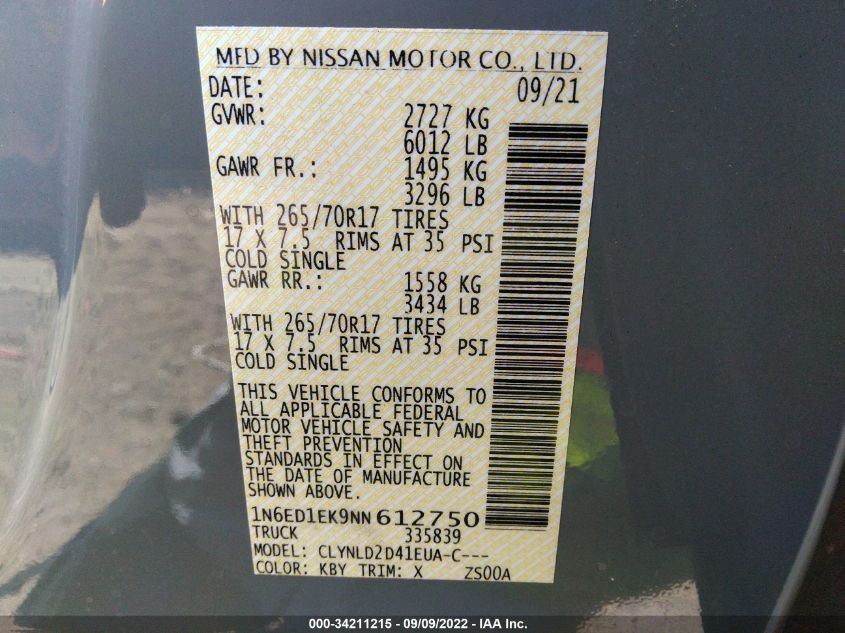 MFD BY NISSAN MOTOR CO., LTD.
DATE: 09/21
GVWR: 2727 KG
6012 LB
GAWR FR.: 1495 KG
3296 LB
WITH 265/70R17 TIRES
17 X 7.5 RIMS AT 35 PSI
COLD SINGLE
GAWR RR.: 1558 KG
3434 LB
WITH 265/70R17 TIRES
17 X 7.5 RIMS AT 35 PSI
COLD SINGLE
THIS VEHICLE CONFORMS TO
ALL APPLICABLE FEDERAL
MOTOR VEHICLE SAFETY AND
THEFT PREVENTION
STANDARDS IN EFFECT ON
THE DATE OF MANUFACTURE
SHOWN ABOVE.
1N6ED1EK9NN612750
TRUCK 335839
MODEL: CLYNLD2D41EUA-C---
COLOR: KBY TRIM: X ZS00A
000-34211215 - 09/09/2022 - IAA Inc.